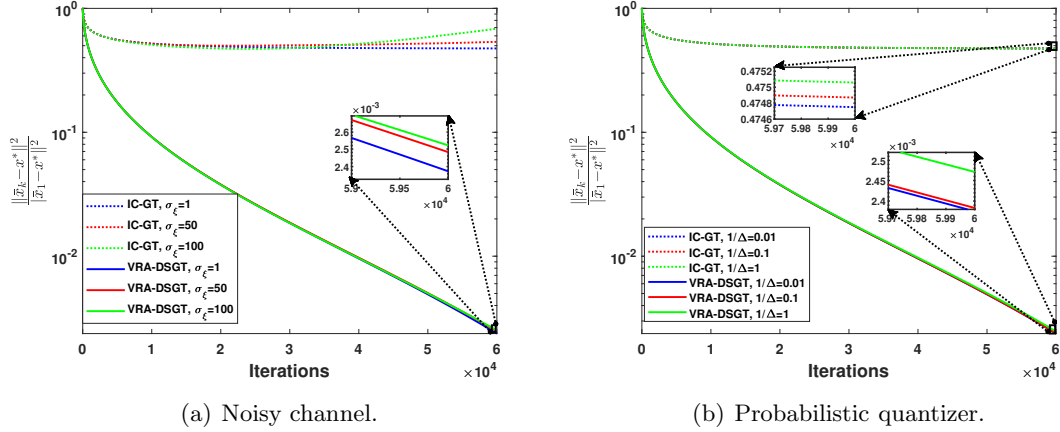 10^0
10^-1
10^-2
||x̄_k − x*||^2
||x̄_1 − x*||^2
×10^-3
2.6
2.5
2.4
5.9 5.95 6
×10^4
IC-GT, σ_ξ=1
IC-GT, σ_ξ=50
IC-GT, σ_ξ=100
VRA-DSGT, σ_ξ=1
VRA-DSGT, σ_ξ=50
VRA-DSGT, σ_ξ=100
0 1 2 3 4 5 6
Iterations ×10^4
(a) Noisy channel.
10^0
10^-1
10^-2
||x̄_k − x*||^2
||x̄_1 − x*||^2
0.4752
0.475
0.4748
0.4746
5.97 5.98 5.99 6
×10^4
×10^-3
2.5
2.45
2.4
5.97 5.98 5.99 6
×10^4
IC-GT, 1/Δ=0.01
IC-GT, 1/Δ=0.1
IC-GT, 1/Δ=1
VRA-DSGT, 1/Δ=0.01
VRA-DSGT, 1/Δ=0.1
VRA-DSGT, 1/Δ=1
0 1 2 3 4 5 6
Iterations ×10^4
(b) Probabilistic quantizer.